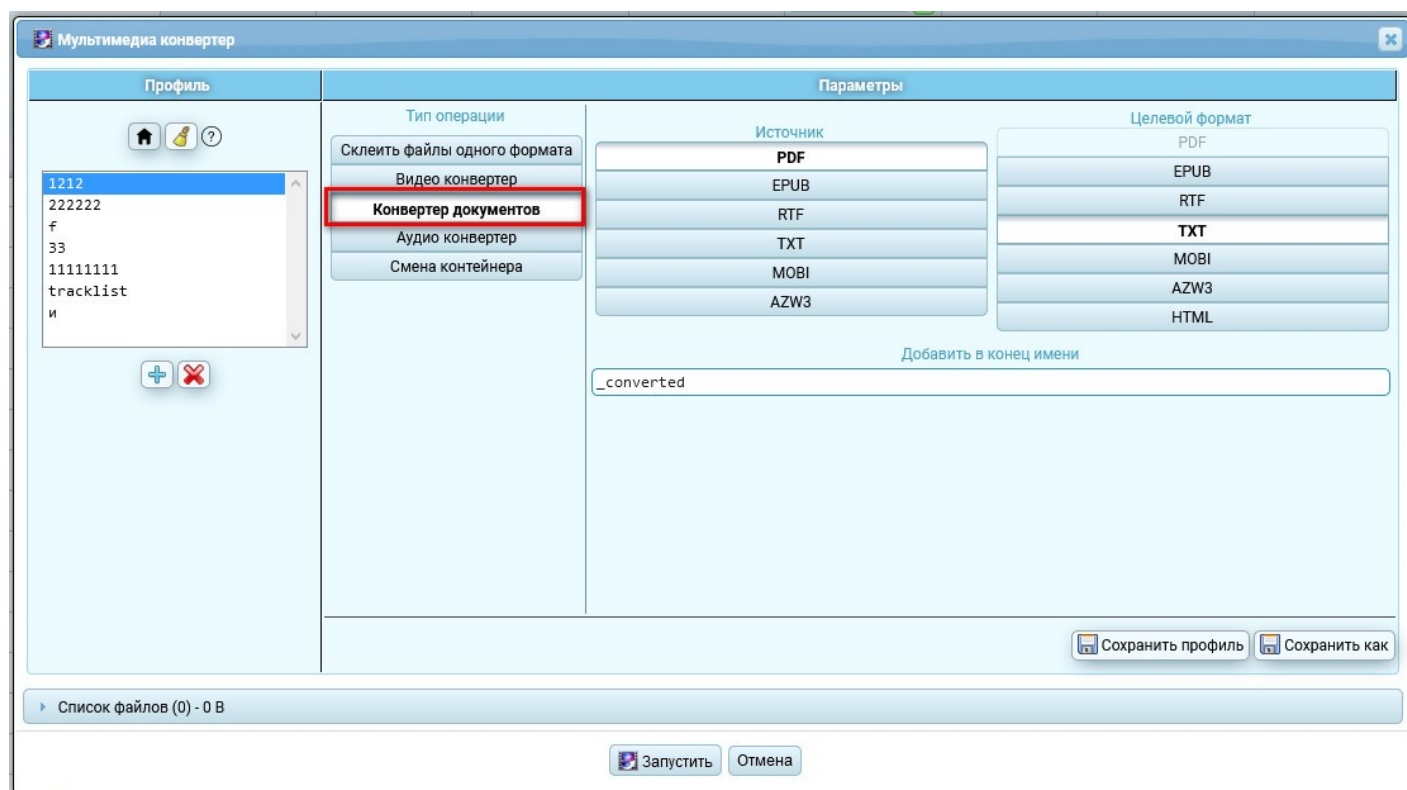 Мультимедиа конвертер
Профиль
Параметры
?
1212
222222
f
33
11111111
tracklist
и
Тип операции
Склеить файлы одного формата
Видео конвертер
Конвертер документов
Аудио конвертер
Смена контейнера
Источник
PDF
EPUB
RTF
TXT
MOBI
AZW3
Целевой формат
PDF
EPUB
RTF
TXT
MOBI
AZW3
HTML
Добавить в конец имени
_converted
Сохранить профиль Сохранить как
Список файлов (0) - 0 B
Запустить Отмена